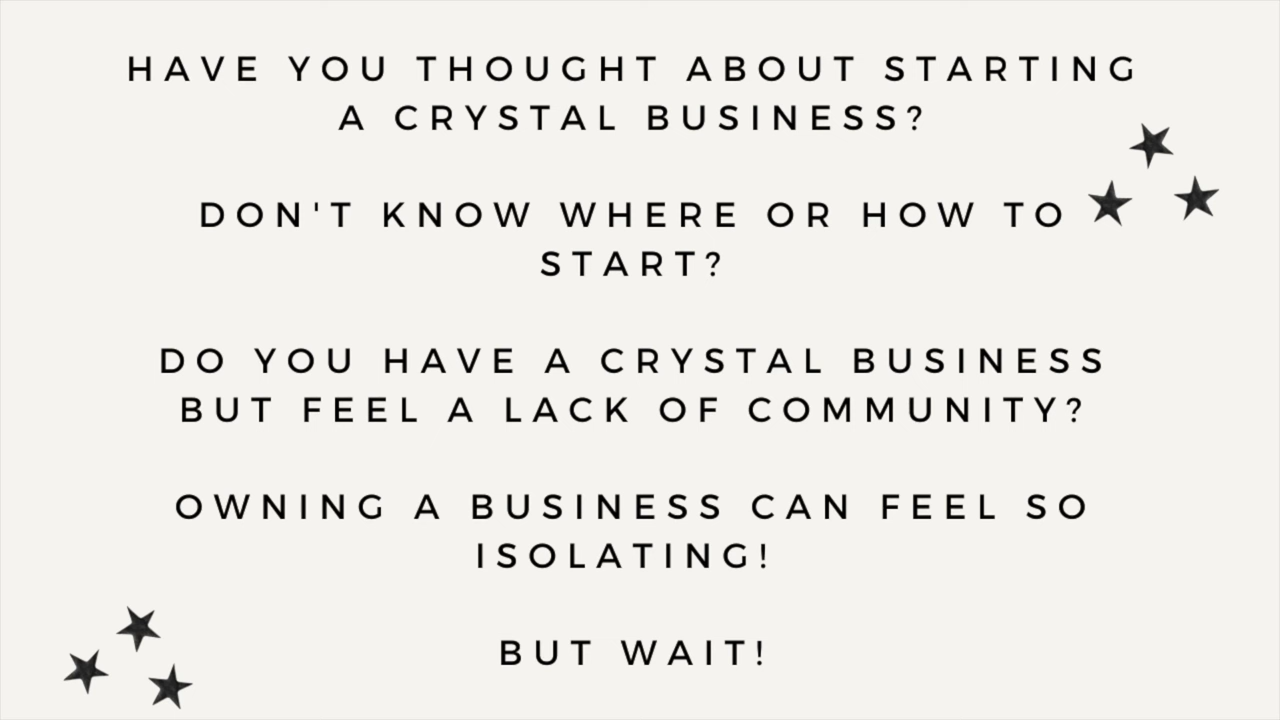 HAVE YOU THOUGHT ABOUT STARTING
A CRYSTAL BUSINESS?
DON'T KNOW WHERE OR HOW TO
START?
DO YOU HAVE A CRYSTAL BUSINESS
BUT FEEL A LACK OF COMMUNITY?
OWNING A BUSINESS CAN FEEL SO
ISOLATING!
BUT WAIT!